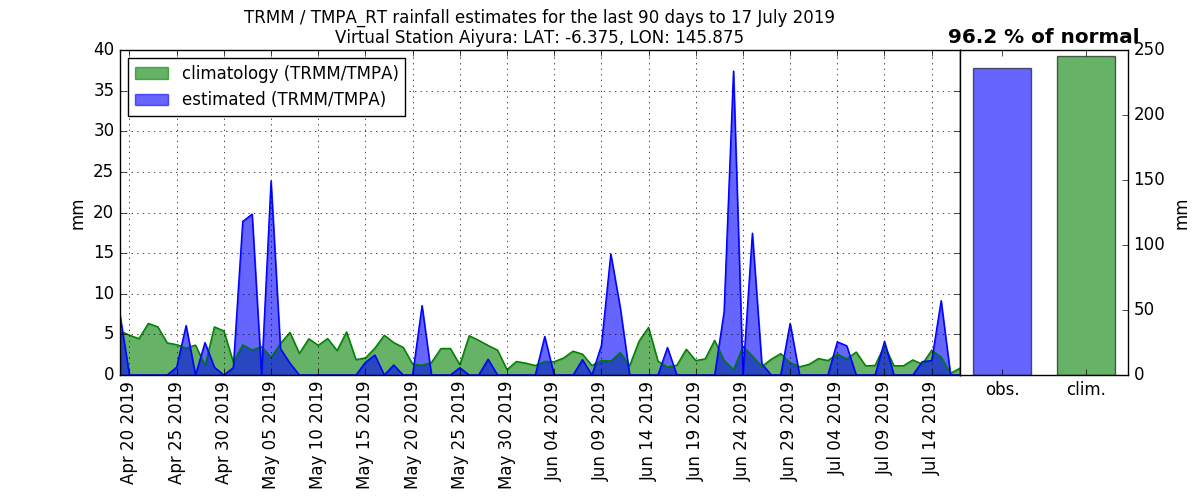 TRMM / TMPA_RT rainfall estimates for the last 90 days to 17 July 2019
Virtual Station Aiyura: LAT: -6.375, LON: 145.875
96.2 % of normal
climatology (TRMM/TMPA)
estimated (TRMM/TMPA)
mm
40
35
30
25
20
15
10
5
0
Apr 20 2019
Apr 25 2019
Apr 30 2019
May 05 2019
May 10 2019
May 15 2019
May 20 2019
May 25 2019
May 30 2019
Jun 04 2019
Jun 09 2019
Jun 14 2019
Jun 19 2019
Jun 24 2019
Jun 29 2019
Jul 04 2019
Jul 09 2019
Jul 14 2019
obs.
clim.
250
200
150
100
50
0
mm